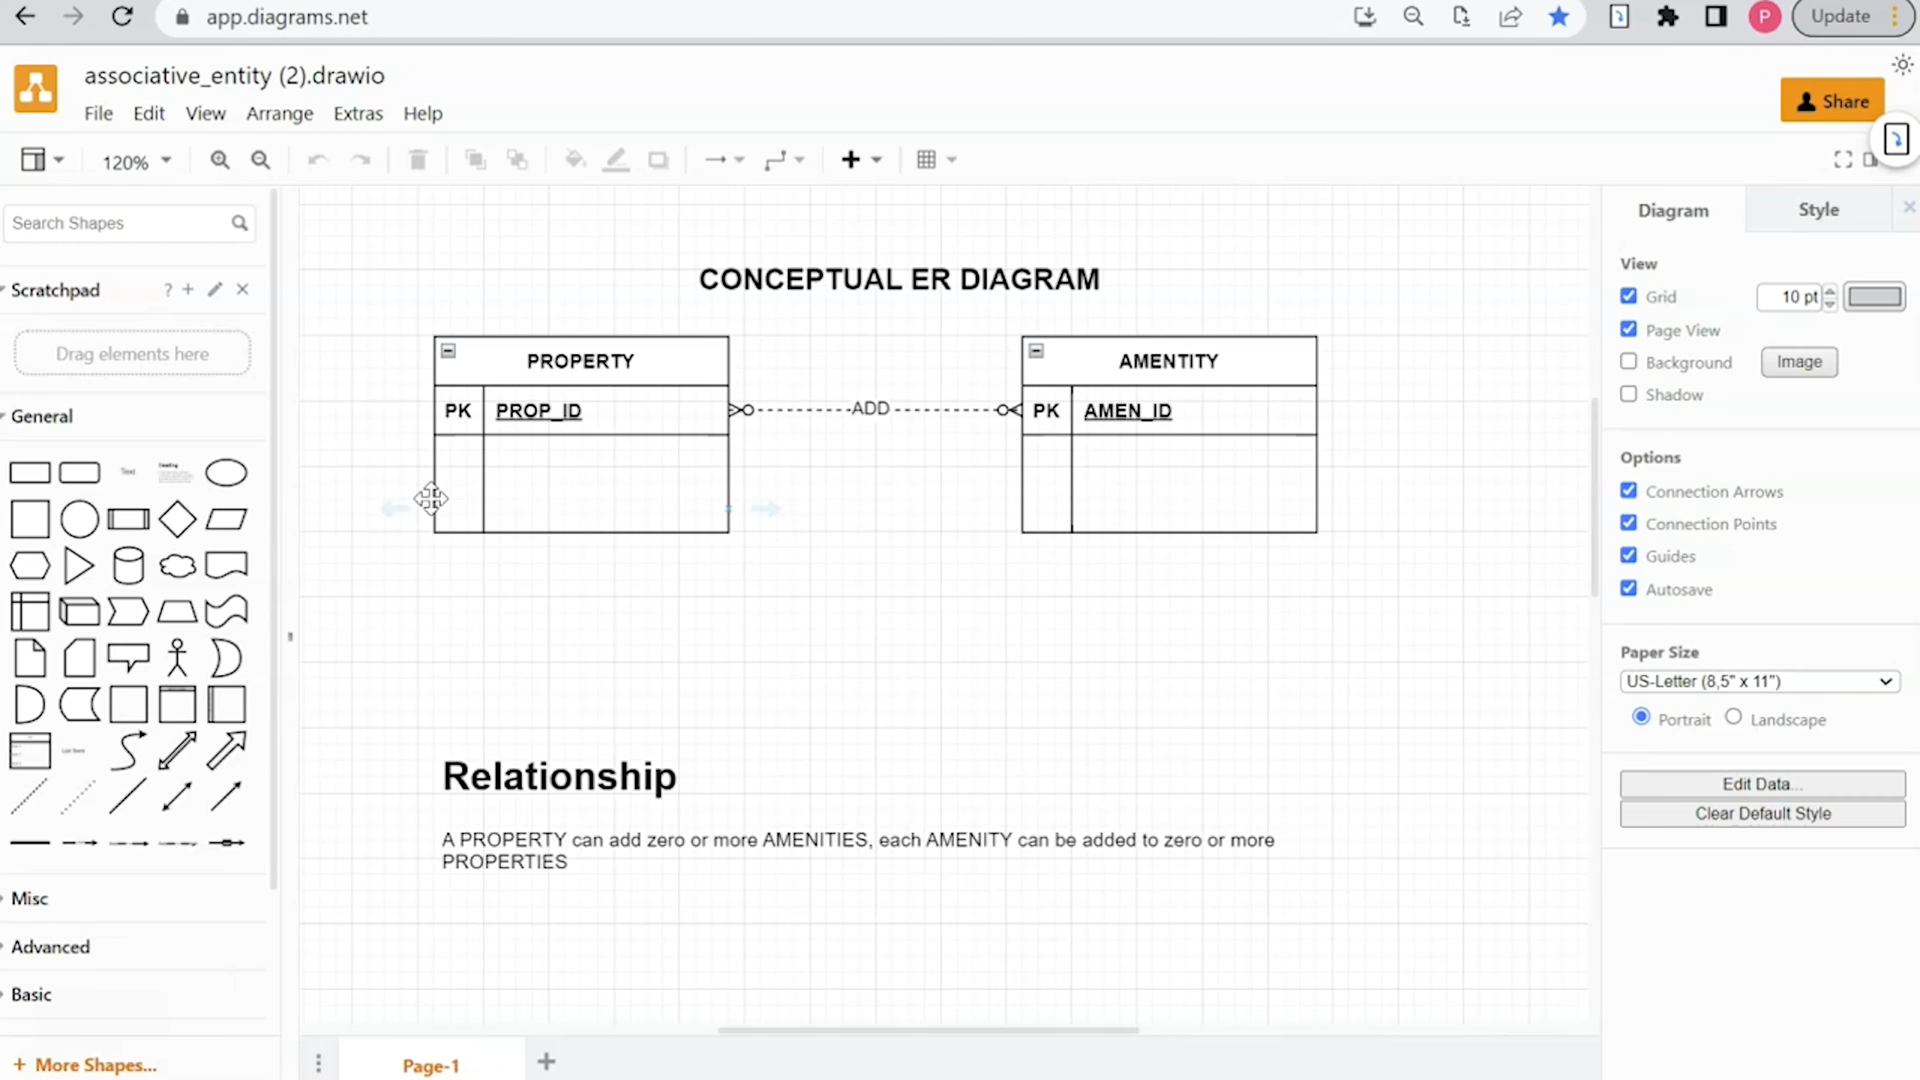 app.diagrams.net
P
Update
associative_entity (2).drawio
File Edit View Arrange Extras Help
Share
120%
Search Shapes
Scratchpad ?
Drag elements here
General
Text
Heading
List Item
Misc
Advanced
Basic
+ More Shapes...
CONCEPTUAL ER DIAGRAM
PROPERTY
PK PROP_ID
ADD
AMENTITY
PK AMEN_ID
Relationship
A PROPERTY can add zero or more AMENITIES, each AMENITY can be added to zero or more
PROPERTIES
Page-1
Diagram Style
View
Grid 10 pt
Page View
Background Image
Shadow
Options
Connection Arrows
Connection Points
Guides
Autosave
Paper Size
US-Letter (8,5" x 11")
Portrait Landscape
Edit Data...
Clear Default Style